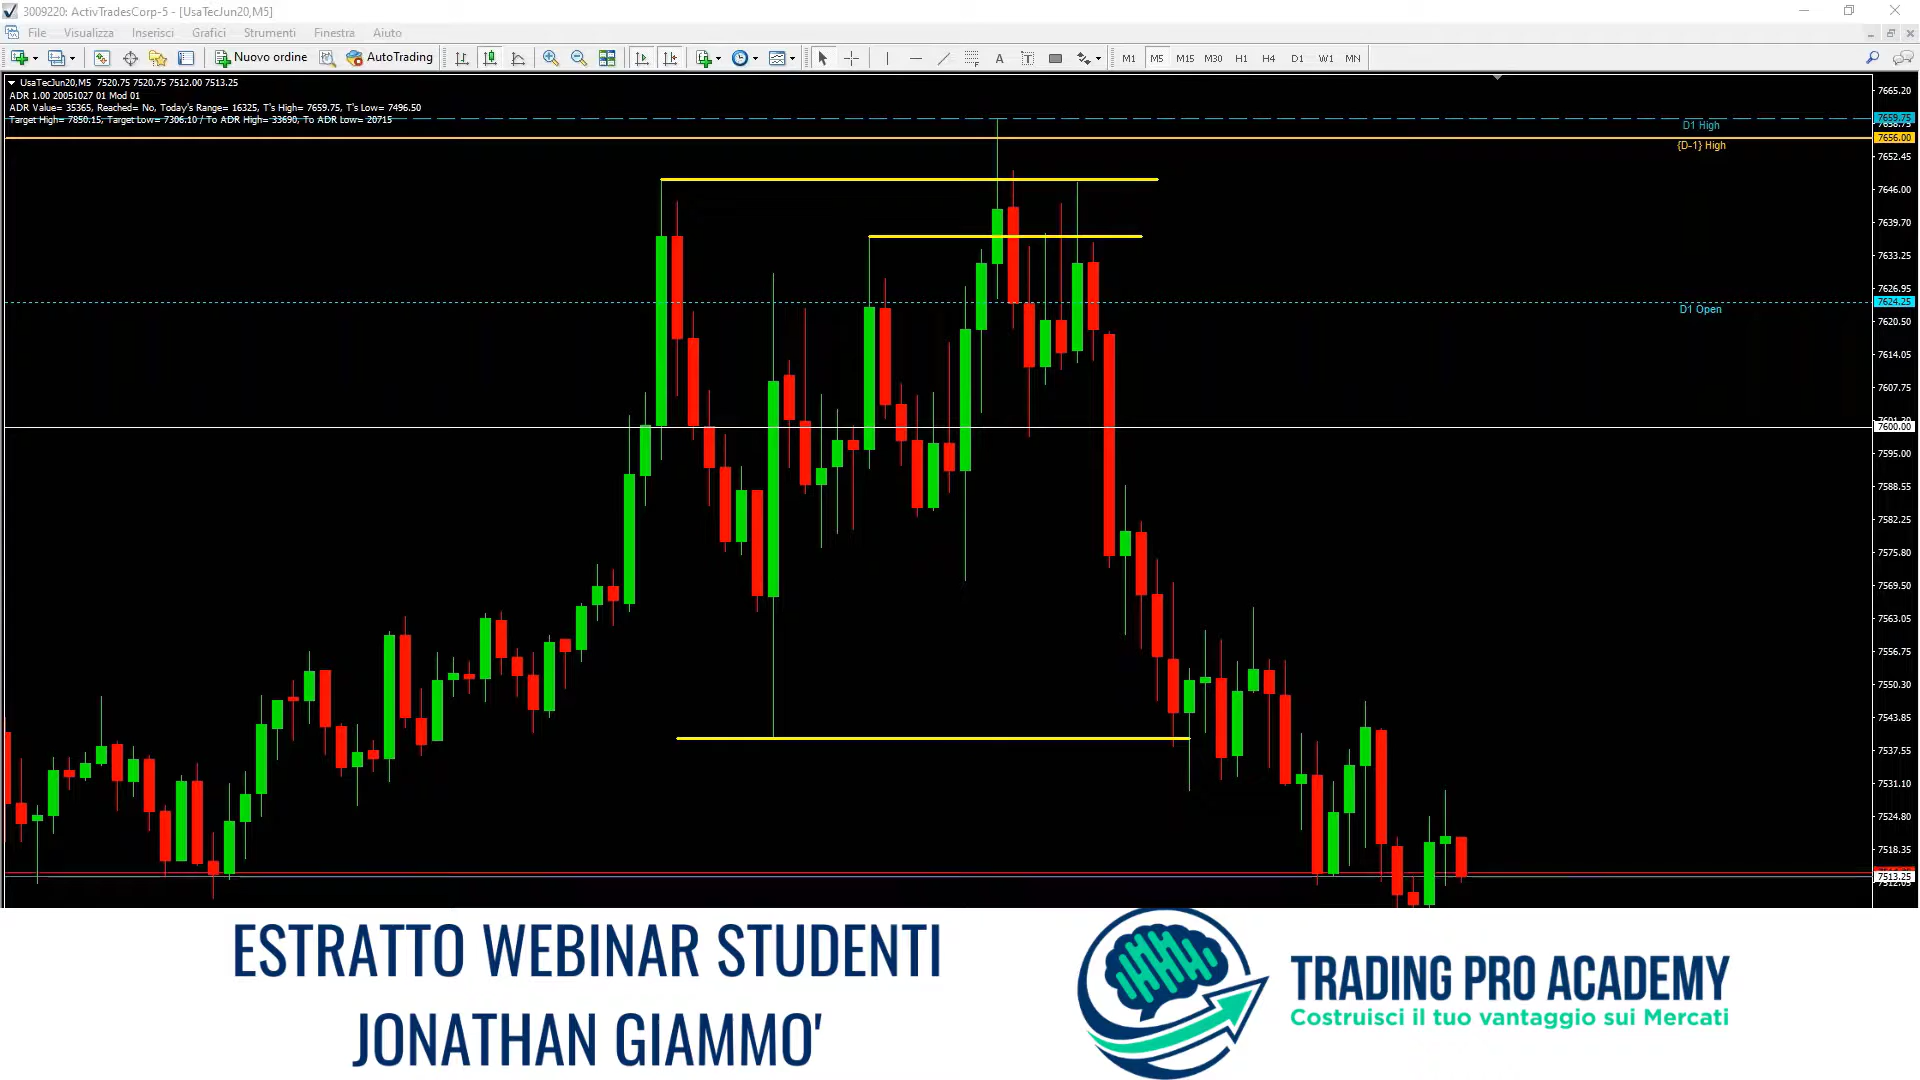 3009220: ActivTradesCorp-5 - [UsaTecJun20,M5]
File Visualizza Inserisci Grafici Strumenti Finestra Aiuto
Nuovo ordine AutoTrading A T M1 M5 M15 M30 H1 H4 D1 W1 MN
UsaTecJun20,M5 7520.75 7520.75 7512.00 7513.25
ADR 1.00 20051027 01 Mod 01
ADR Value= 35365, Reached= No, Today's Range= 16325, T's High= 7659.75, T's Low= 7496.50
Target High= 7850.15, Target Low= 7306.10 / To ADR High= 33690, To ADR Low= 20715
7665.20
7659.75
D1 High
7656.00
{D-1} High
7652.45
7646.00
7639.70
7633.25
7626.95
7624.25
D1 Open
7620.50
7614.05
7607.75
7600.00
7595.00
7588.55
7582.25
7575.80
7569.50
7563.05
7556.75
7550.30
7543.85
7537.55
7531.10
7524.80
7518.35
7513.25
ESTRATTO WEBINAR STUDENTI
JONATHAN GIAMMO'
TRADING PRO ACADEMY
Costruisci il tuo vantaggio sui Mercati